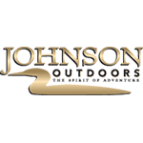 JOHNSON
OUTDOORS
THE SPIRIT OF ADVENTURE